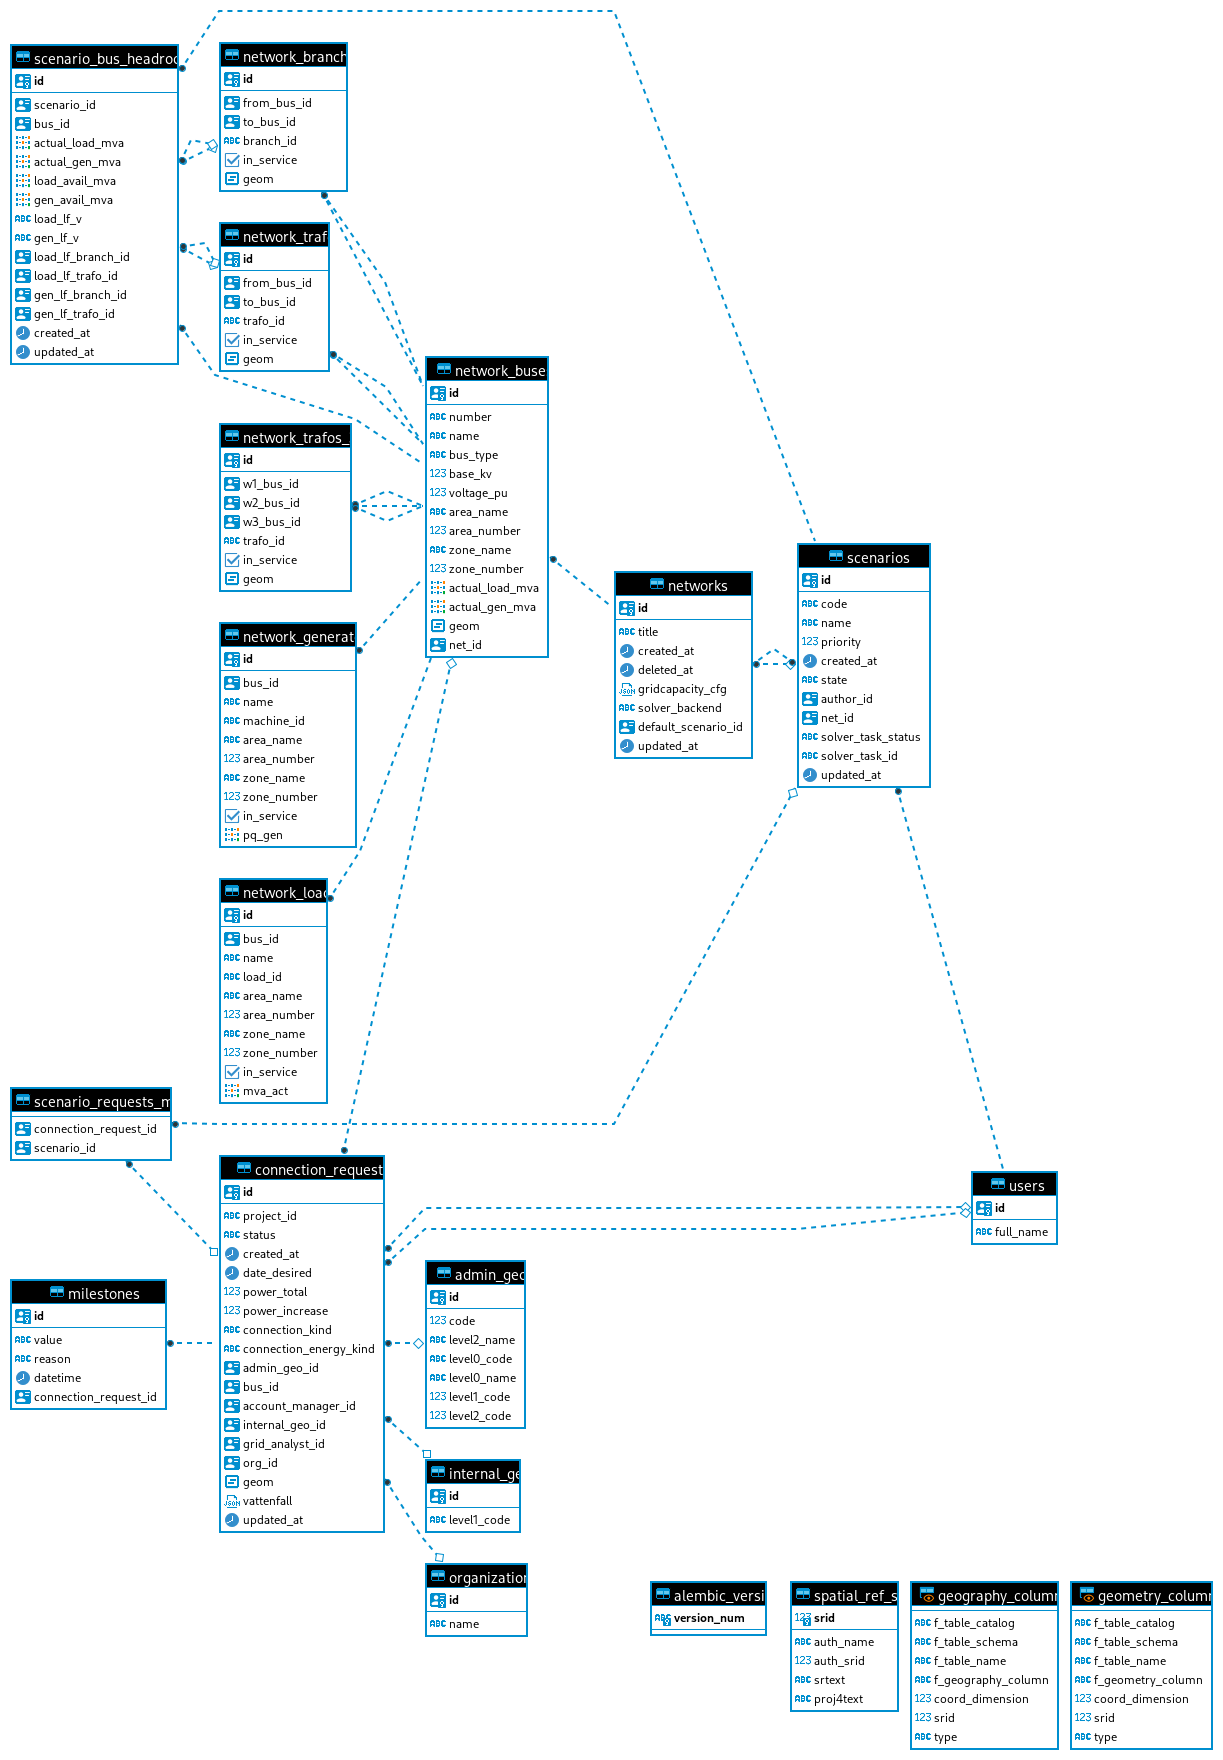 scenario_bus_headroo
id
scenario_id
bus_id
actual_load_mva
actual_gen_mva
load_avail_mva
gen_avail_mva
load_lf_v
gen_lf_v
load_lf_branch_id
load_lf_trafo_id
gen_lf_branch_id
gen_lf_trafo_id
created_at
updated_at
network_branch
id
from_bus_id
to_bus_id
branch_id
in_service
geom
network_traf
id
from_bus_id
to_bus_id
trafo_id
in_service
geom
network_trafos_
id
w1_bus_id
w2_bus_id
w3_bus_id
trafo_id
in_service
geom
network_generat
id
bus_id
name
machine_id
area_name
area_number
zone_name
zone_number
in_service
pq_gen
network_load
id
bus_id
name
load_id
area_name
area_number
zone_name
zone_number
in_service
mva_act
network_buse
id
number
name
bus_type
base_kv
voltage_pu
area_name
area_number
zone_name
zone_number
actual_load_mva
actual_gen_mva
geom
net_id
networks
id
title
created_at
deleted_at
gridcapacity_cfg
solver_backend
default_scenario_id
updated_at
scenarios
id
code
name
priority
created_at
state
author_id
net_id
solver_task_status
solver_task_id
updated_at
scenario_requests_m
connection_request_id
scenario_id
milestones
id
value
reason
datetime
connection_request_id
connection_request
id
project_id
status
created_at
date_desired
power_total
power_increase
connection_kind
connection_energy_kind
admin_geo_id
bus_id
account_manager_id
internal_geo_id
grid_analyst_id
org_id
geom
vattenfall
updated_at
users
id
full_name
admin_geo
id
code
level2_name
level0_code
level0_name
level1_code
level2_code
internal_ge
id
level1_code
organization
id
name
alembic_versi
version_num
spatial_ref_s
srid
auth_name
auth_srid
srtext
proj4text
geography_column
f_table_catalog
f_table_schema
f_table_name
f_geography_column
coord_dimension
srid
type
geometry_column
f_table_catalog
f_table_schema
f_table_name
f_geometry_column
coord_dimension
srid
type